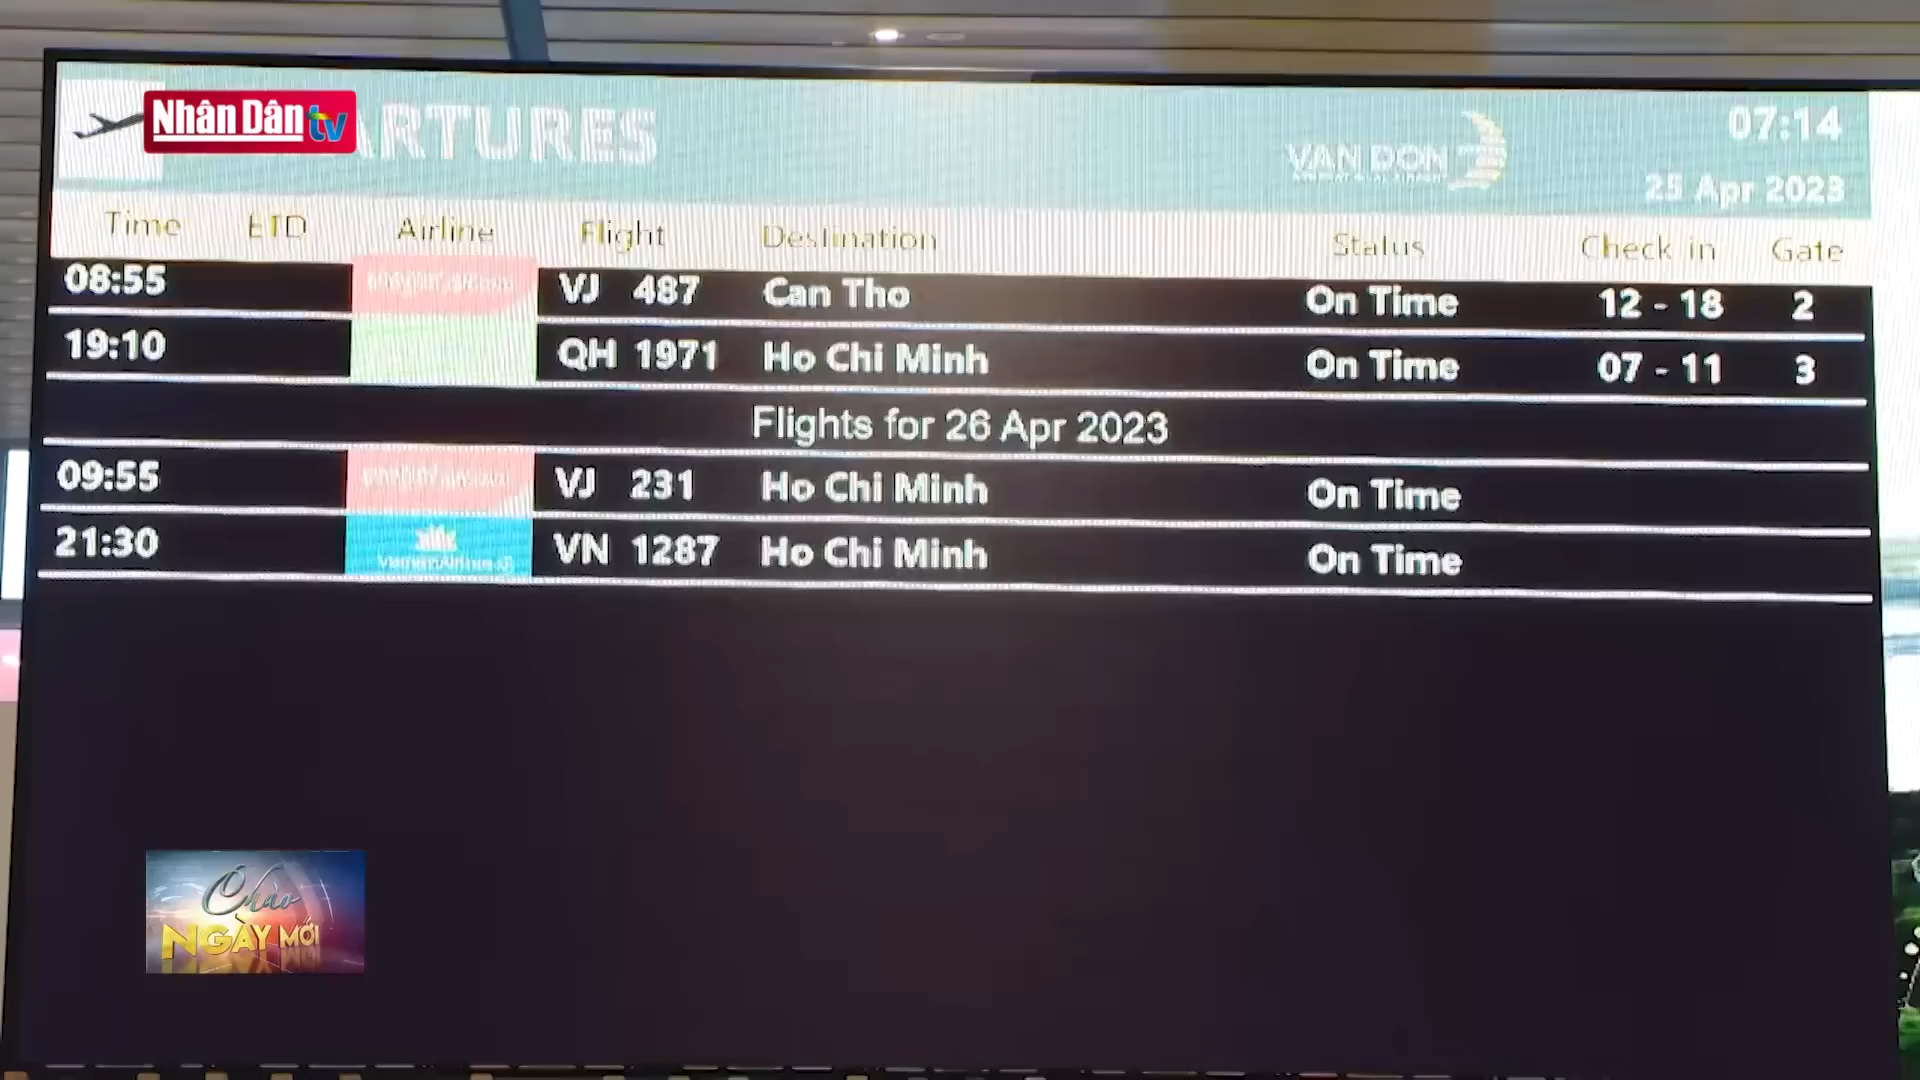 Nhân Dân tv
ARTURES
VAN DON
07:14
25 Apr 2023
Time ETD Airline Flight Destination Status Check in Gate
08:55 VJ 487 Can Tho On Time 12 - 18 2
19:10 QH 1971 Ho Chi Minh On Time 07 - 11 3
Flights for 26 Apr 2023
09:55 VJ 231 Ho Chi Minh On Time
21:30 Vietnam Airlines VN 1287 Ho Chi Minh On Time
Chào
NGÀY MỚI